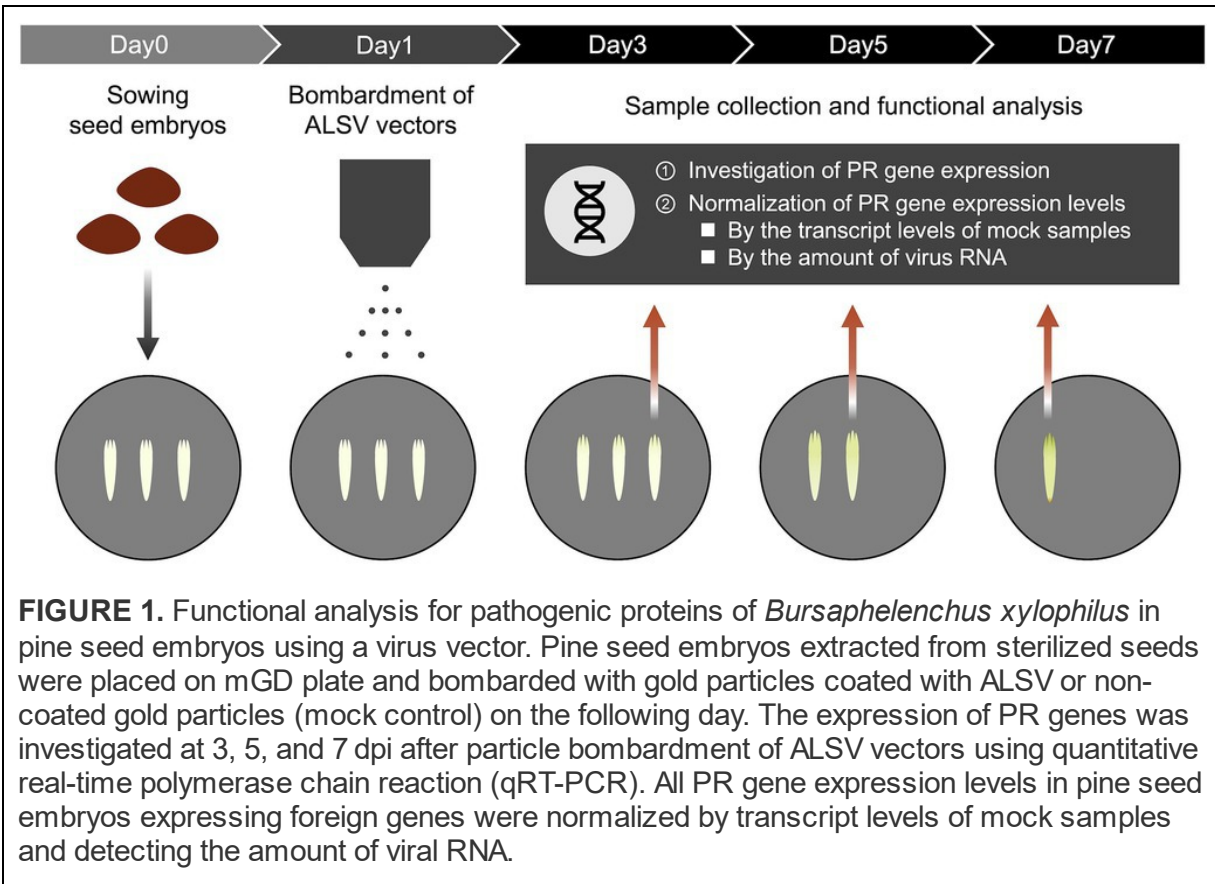 Day0 Day1 Day3 Day5 Day7
Sowing
seed embryos
Bombardment of
ALSV vectors
Sample collection and functional analysis
① Investigation of PR gene expression
② Normalization of PR gene expression levels
■ By the transcript levels of mock samples
■ By the amount of virus RNA
FIGURE 1. Functional analysis for pathogenic proteins of Bursaphelenchus xylophilus in
pine seed embryos using a virus vector. Pine seed embryos extracted from sterilized seeds
were placed on mGD plate and bombarded with gold particles coated with ALSV or non-
coated gold particles (mock control) on the following day. The expression of PR genes was
investigated at 3, 5, and 7 dpi after particle bombardment of ALSV vectors using quantitative
real-time polymerase chain reaction (qRT-PCR). All PR gene expression levels in pine seed
embryos expressing foreign genes were normalized by transcript levels of mock samples
and detecting the amount of viral RNA.